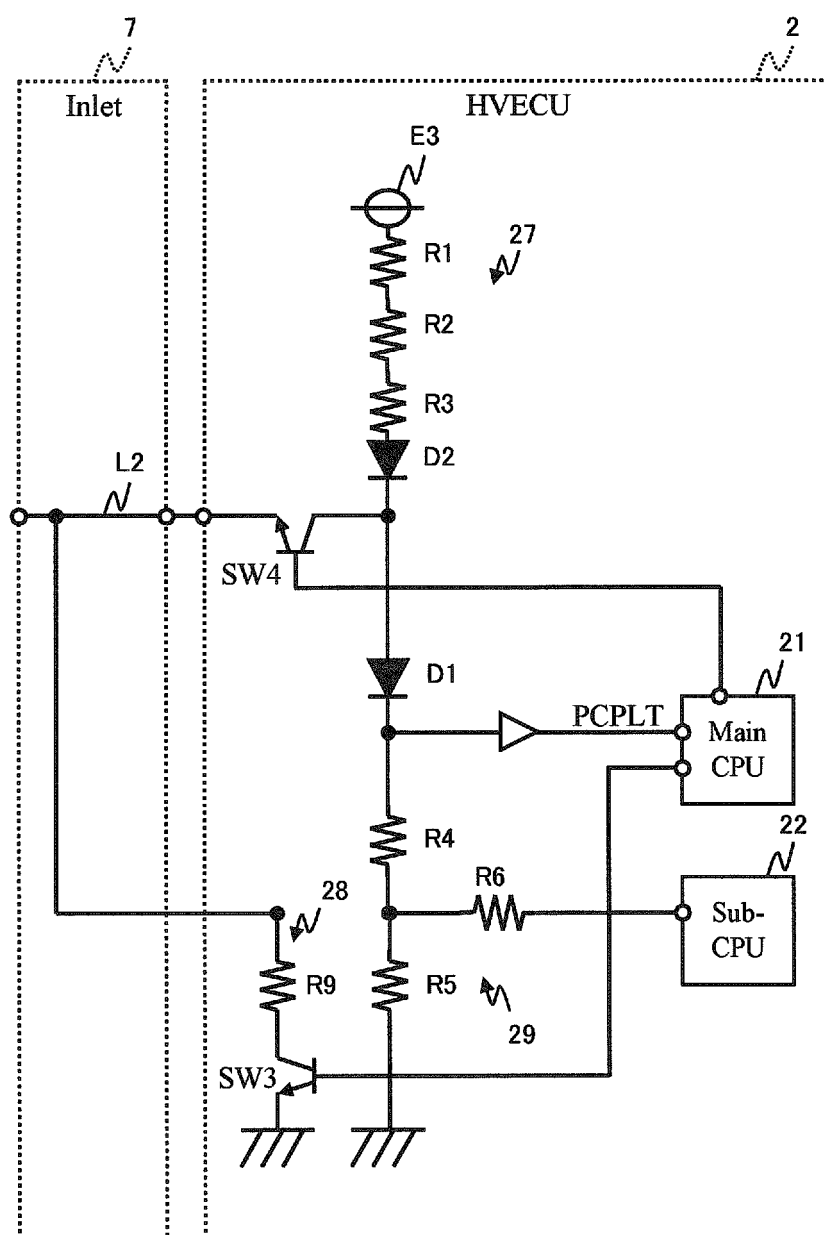 7
2
Inlet
HVECU
E3
27
R1
R2
R3
D2
L2
SW4
21
D1
PCPLT
Main
CPU
R4
22
28
R6
Sub-
CPU
R9
R5
29
SW3